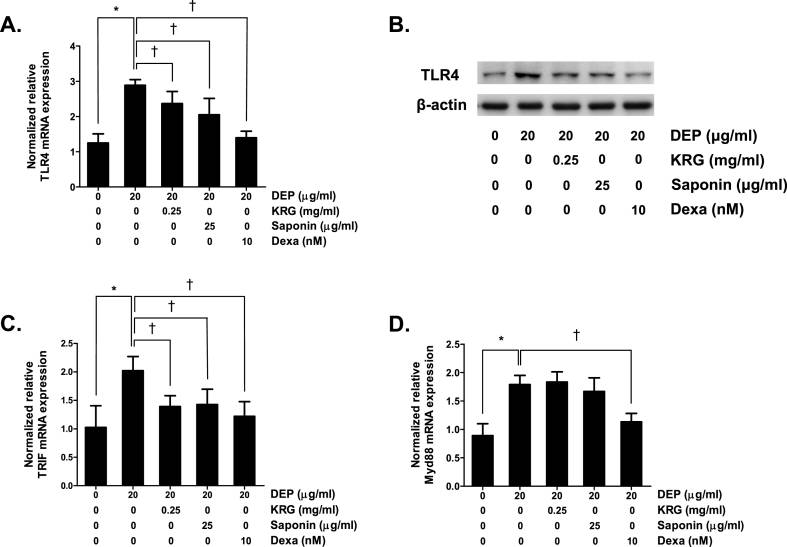 A.
* † † †
Normalized relative
TLR4 mRNA expression
4
3
2
1
0 20 20 20 20 DEP (μg/ml)
0 0 0.25 0 0 KRG (mg/ml)
0 0 0 25 0 Saponin (μg/ml)
0 0 0 0 10 Dexa (nM)
B.
TLR4
β-actin
0 20 20 20 20 DEP (μg/ml)
0 0 0.25 0 0 KRG (mg/ml)
0 0 0 25 0 Saponin (μg/ml)
0 0 0 0 10 Dexa (nM)
C.
* † † †
Normalized relative
TRIF mRNA expression
2.5
2.0
1.5
1.0
0.5
0.0
0 20 20 20 20 DEP (μg/ml)
0 0 0.25 0 0 KRG (mg/ml)
0 0 0 25 0 Saponin (μg/ml)
0 0 0 0 10 Dexa (nM)
D.
* †
Normalized relative
Myd88 mRNA expression
2.5
2.0
1.5
1.0
0.5
0.0
0 20 20 20 20 DEP (μg/ml)
0 0 0.25 0 0 KRG (mg/ml)
0 0 0 25 0 Saponin (μg/ml)
0 0 0 0 10 Dexa (nM)